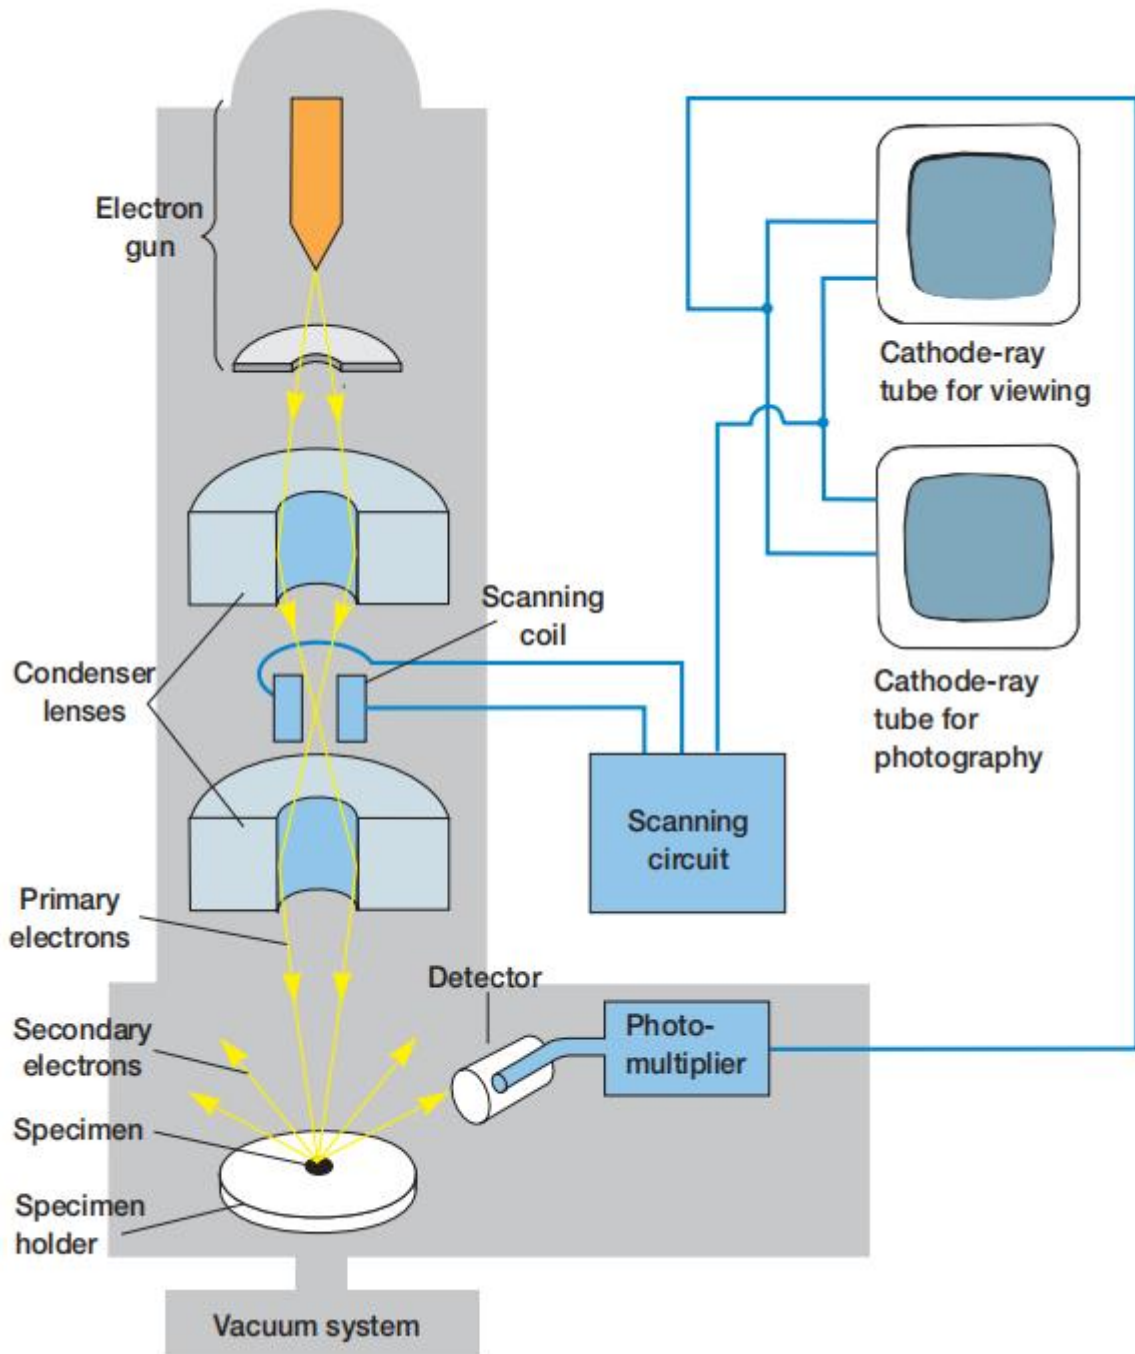 Electron
gun
Cathode-ray
tube for viewing
Scanning
coil
Condenser
lenses
Cathode-ray
tube for
photography
Scanning
circuit
Primary
electrons
Detector
Photo-
multiplier
Secondary
electrons
Specimen
Specimen
holder
Vacuum system